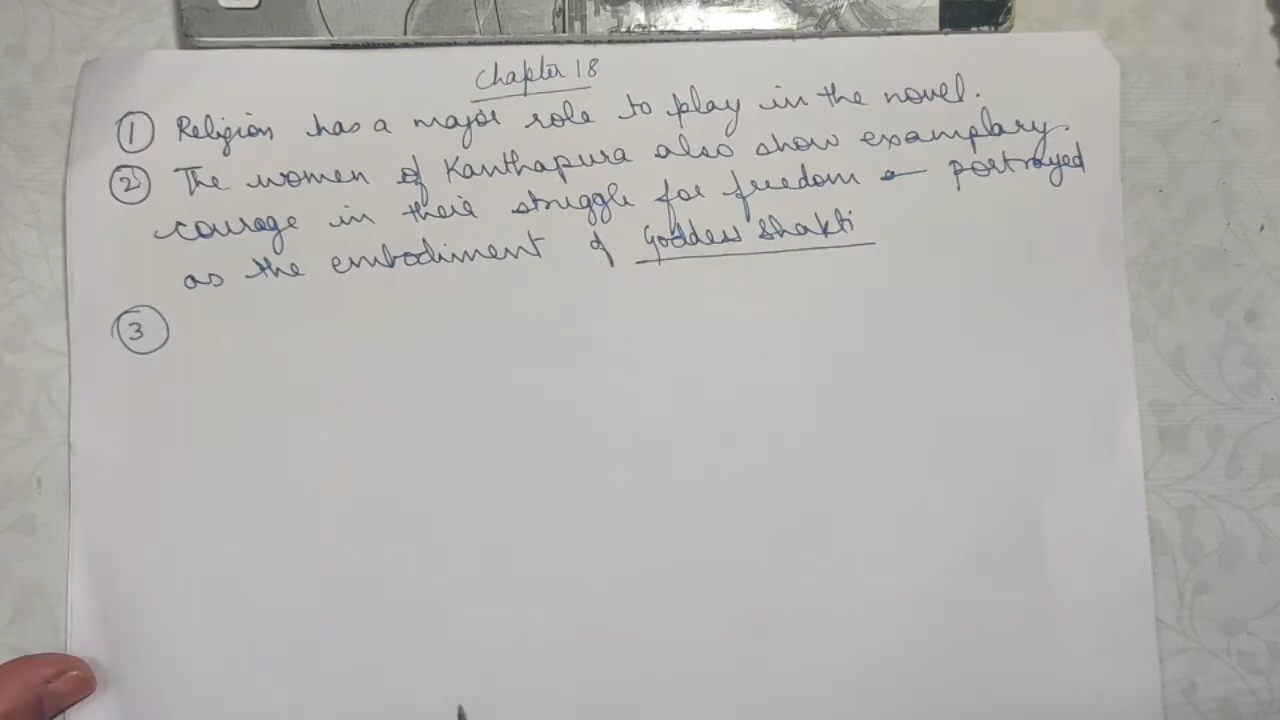 Chapter 18
① Religion has a major role to play in the novel.
② The women of Kanthapura also show examplary
courage in their struggle for freedom - portrayed
as the embodiment of Goddess Shakti
③